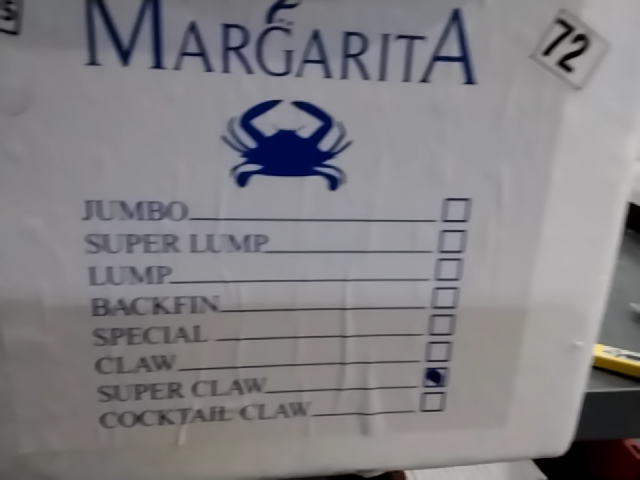 MARGARITA
72
JUMBO
SUPER LUMP
LUMP
BACKFIN
SPECIAL
CLAW
SUPER CLAW
COCKTAIL CLAW